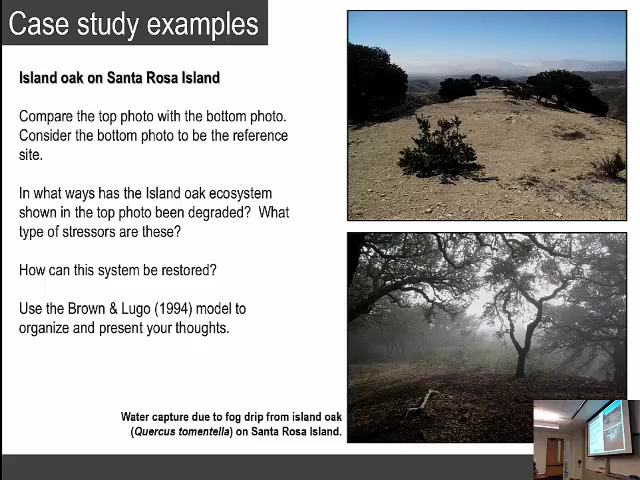 Case study examples
Island oak on Santa Rosa Island
Compare the top photo with the bottom photo.
Consider the bottom photo to be the reference
site.
In what ways has the Island oak ecosystem
shown in the top photo been degraded?  What
type of stressors are these?
How can this system be restored?
Use the Brown & Lugo (1994) model to
organize and present your thoughts.
Water capture due to fog drip from island oak
(Quercus tomentella) on Santa Rosa Island.